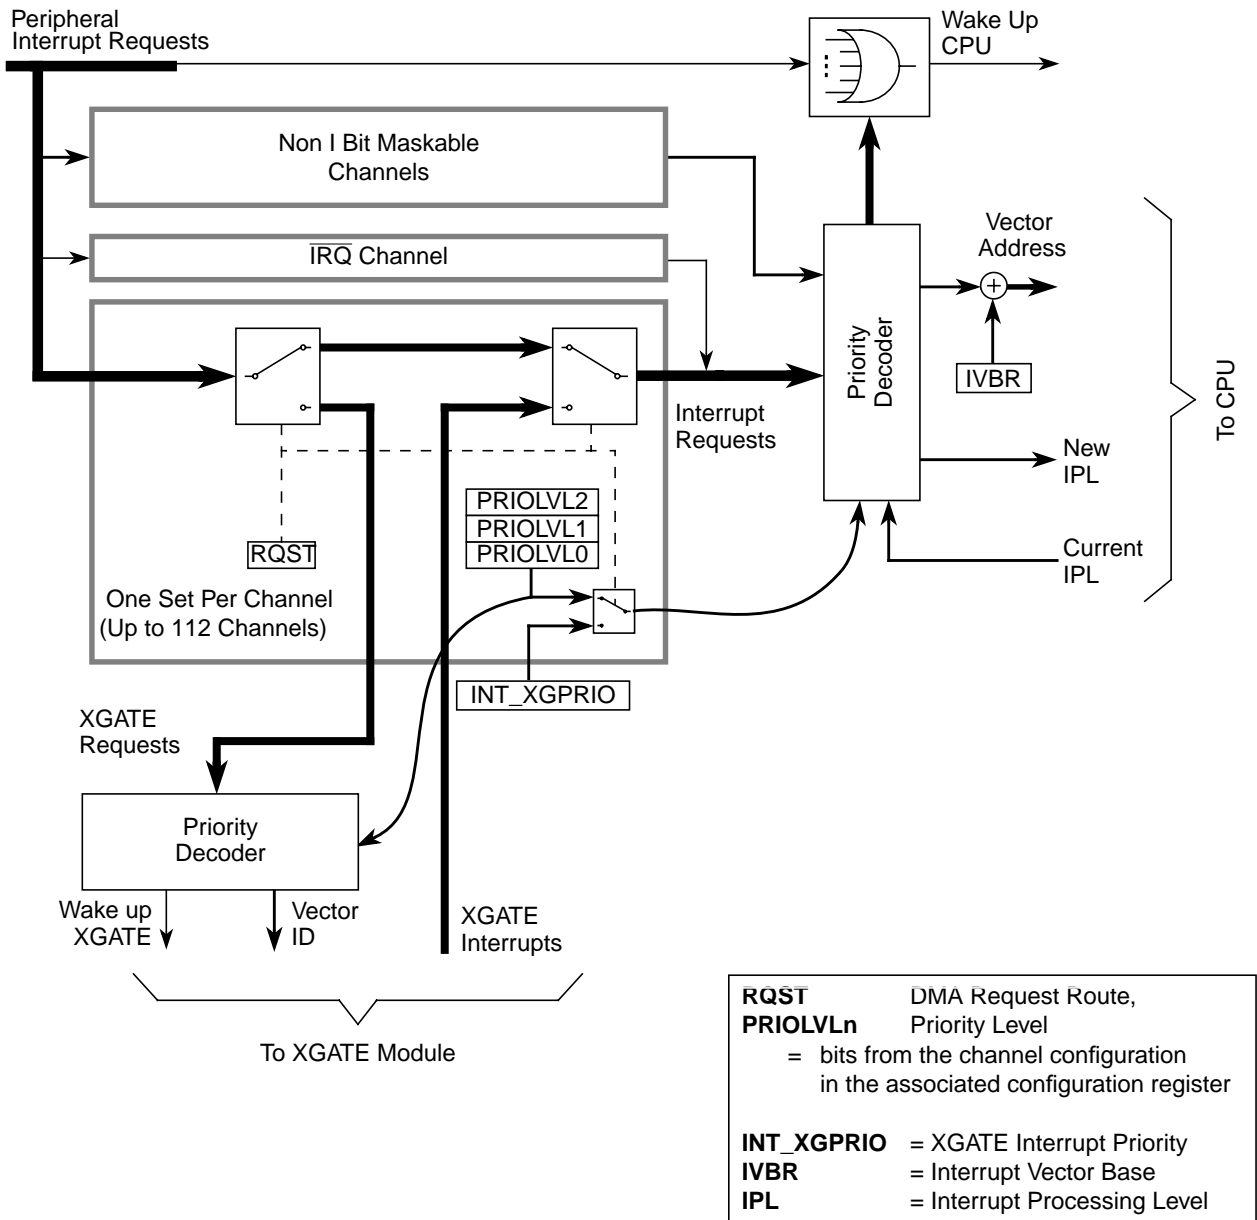 Peripheral
Interrupt Requests
Wake Up
CPU
Non I Bit Maskable
Channels
IRQ Channel
Vector
Address
Priority
Decoder
IVBR
To CPU
Interrupt
Requests
New
IPL
PRIOLVL2
PRIOLVL1
PRIOLVL0
RQST
Current
IPL
One Set Per Channel
(Up to 112 Channels)
INT_XGPRIO
XGATE
Requests
Priority
Decoder
Wake up
XGATE
Vector
ID
XGATE
Interrupts
To XGATE Module
RQST DMA Request Route,
PRIOLVLn Priority Level
= bits from the channel configuration
in the associated configuration register
INT_XGPRIO = XGATE Interrupt Priority
IVBR = Interrupt Vector Base
IPL = Interrupt Processing Level